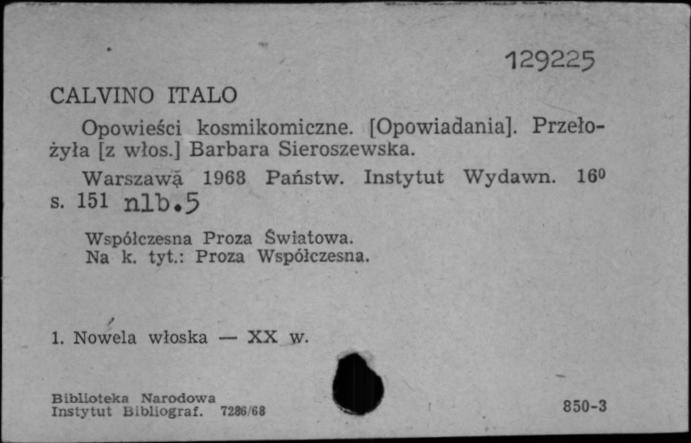 129225
CALVINO ITALO
Opowieści kosmikomiczne. [Opowiadania]. Przeło-
żyła [z włos.] Barbara Sieroszewska.
Warszawa 1968 Państw. Instytut Wydawn. 16⁰
s. 151 nlb.5
Współczesna Proza Światowa.
Na k. tyt.: Proza Współczesna.
1. Nowela włoska — XX w.
Biblioteka Narodowa
Instytut Bibliograf. 7286/68
850-3